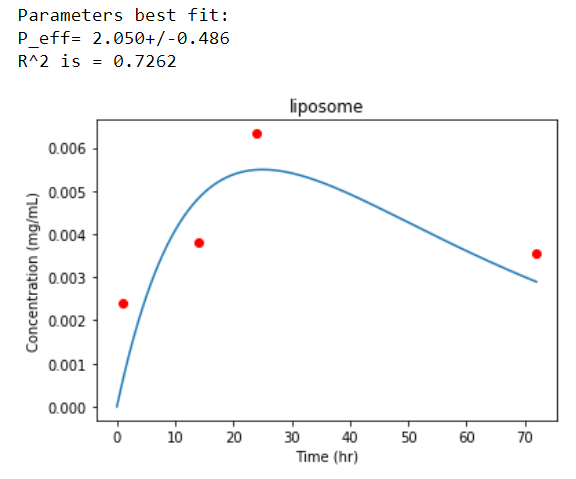 Parameters best fit:
P_eff= 2.050+/-0.486
R^2 is = 0.7262
liposome
Concentration (mg/mL)
0.006
0.005
0.004
0.003
0.002
0.001
0.000
0 10 20 30 40 50 60 70
Time (hr)